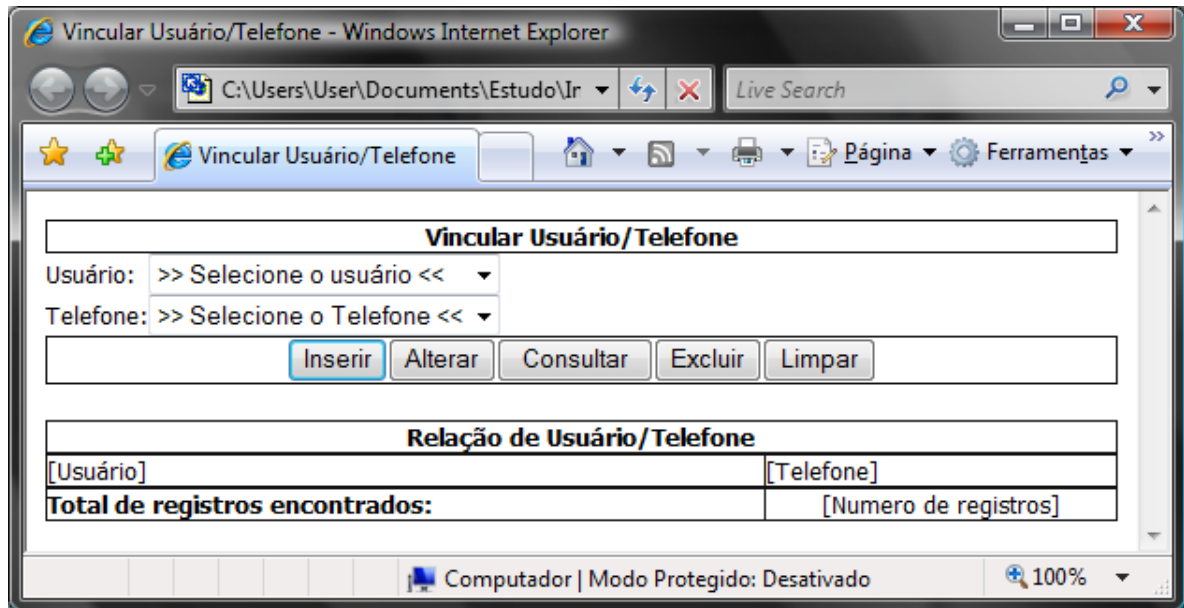 Vincular Usuário/Telefone - Windows Internet Explorer
C:\Users\User\Documents\Estudo\Ir
Live Search
Vincular Usuário/Telefone
Página
Ferramentas
Vincular Usuário/Telefone
Usuário: >> Selecione o usuário <<
Telefone: >> Selecione o Telefone <<
Inserir Alterar Consultar Excluir Limpar
Relação de Usuário/Telefone
[Usuário] [Telefone]
Total de registros encontrados: [Numero de registros]
Computador | Modo Protegido: Desativado 100%